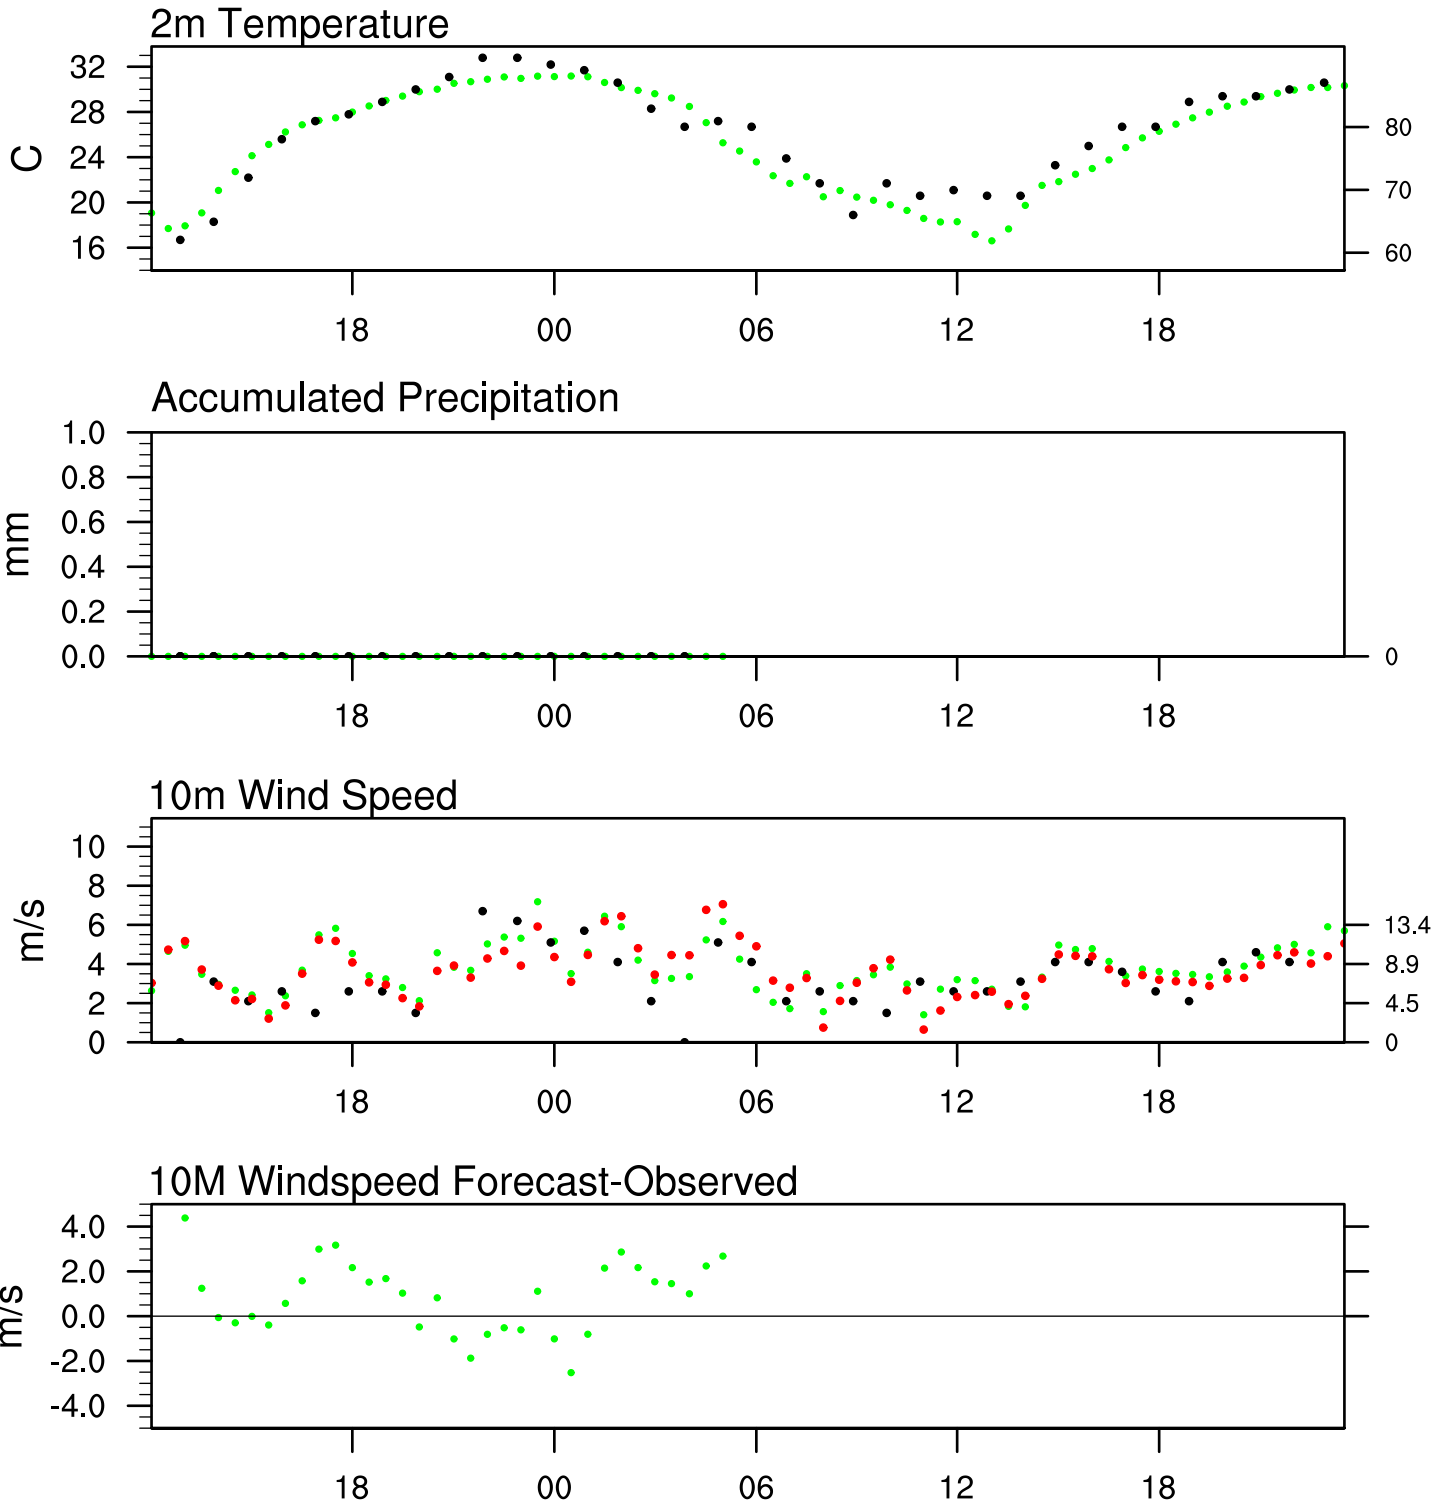 2m Temperature
32
28
24
20
16
C
80
70
60
18 00 06 12 18
Accumulated Precipitation
1.0
0.8
0.6
0.4
0.2
0.0
mm
0
18 00 06 12 18
10m Wind Speed
10
8
6
4
2
0
m/s
13.4
8.9
4.5
0
18 00 06 12 18
10M Windspeed Forecast-Observed
4.0
2.0
0.0
-2.0
-4.0
m/s
18 00 06 12 18